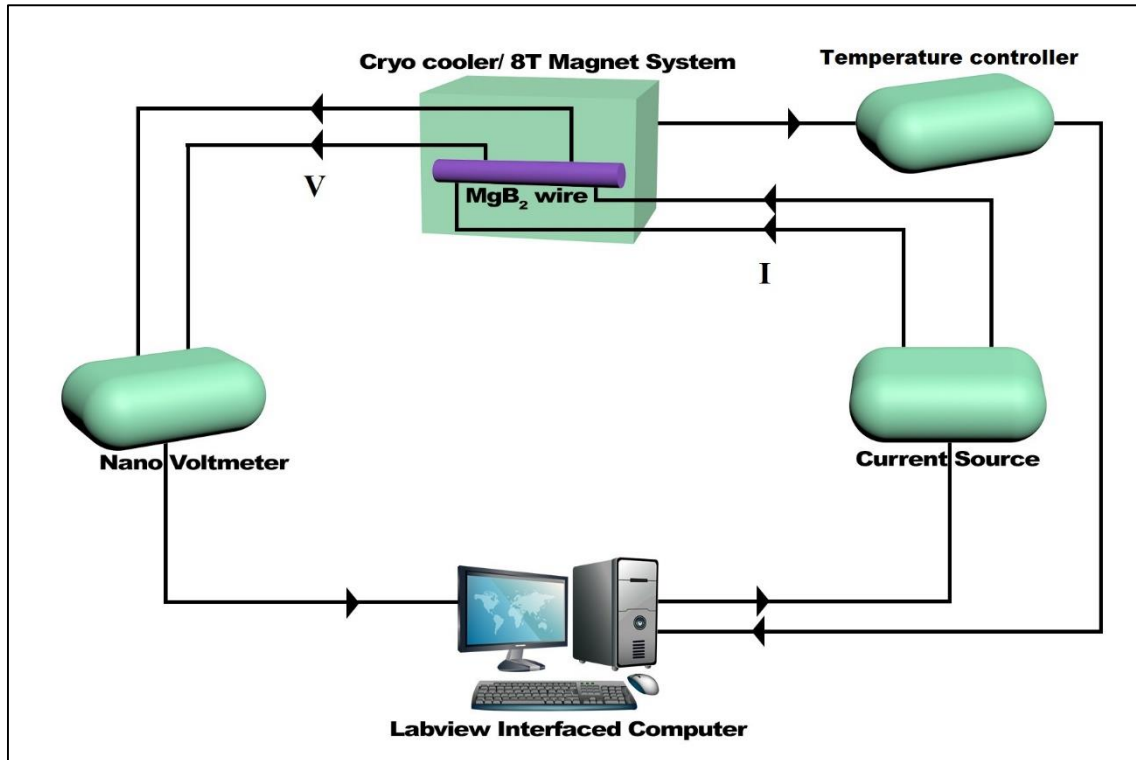 Cryo cooler/ 8T Magnet System
Temperature controller
V
MgB₂ wire
I
Nano Voltmeter
Current Source
Labview Interfaced Computer